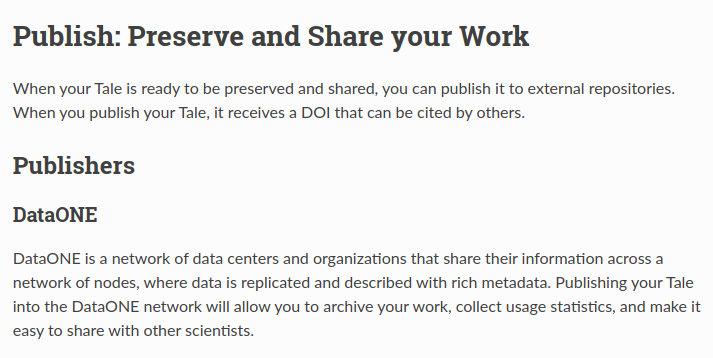 Publish: Preserve and Share your Work
When your Tale is ready to be preserved and shared, you can publish it to external repositories.
When you publish your Tale, it receives a DOI that can be cited by others.
Publishers
DataONE
DataONE is a network of data centers and organizations that share their information across a
network of nodes, where data is replicated and described with rich metadata. Publishing your Tale
into the DataONE network will allow you to archive your work, collect usage statistics, and make it
easy to share with other scientists.